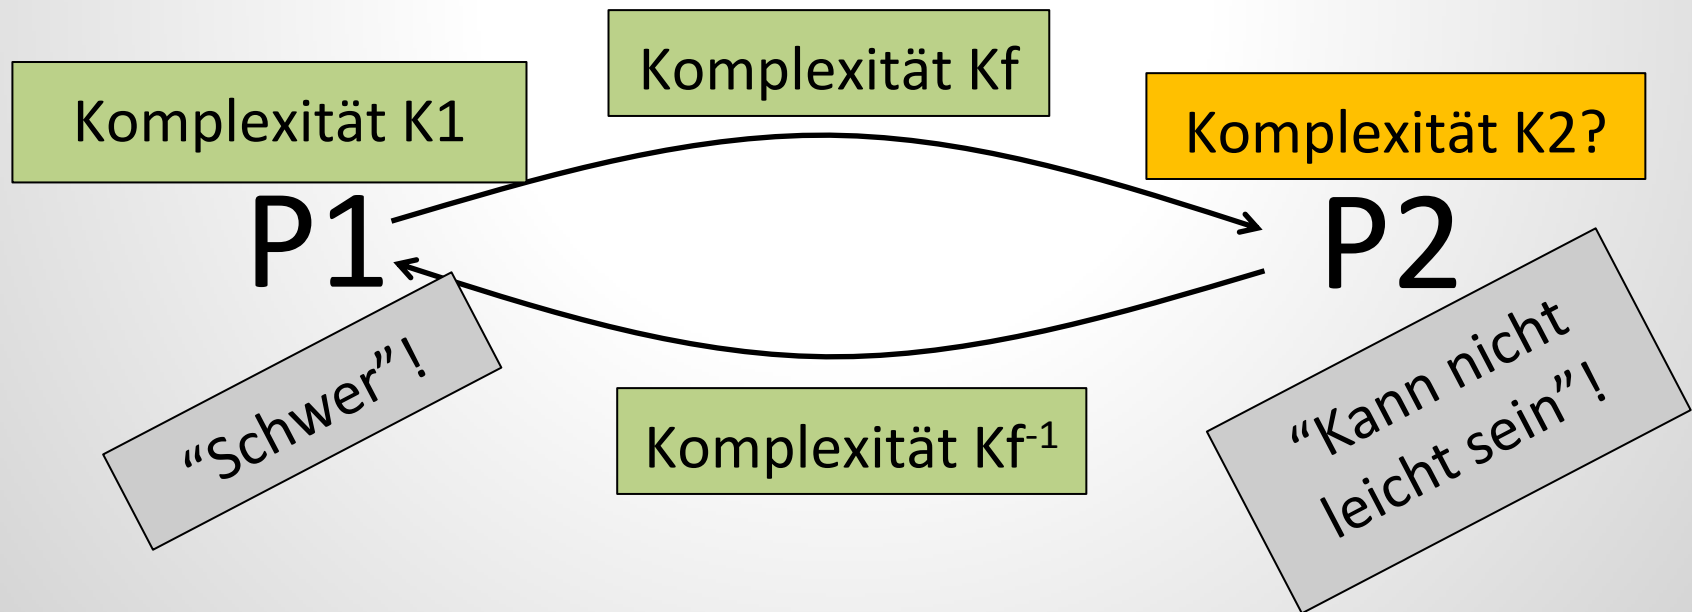 Komplexität Kf
Komplexität K1
Komplexität K2?
P1
P2
“Schwer”!
“Kann nicht
leicht sein”!
Komplexität Kf⁻¹